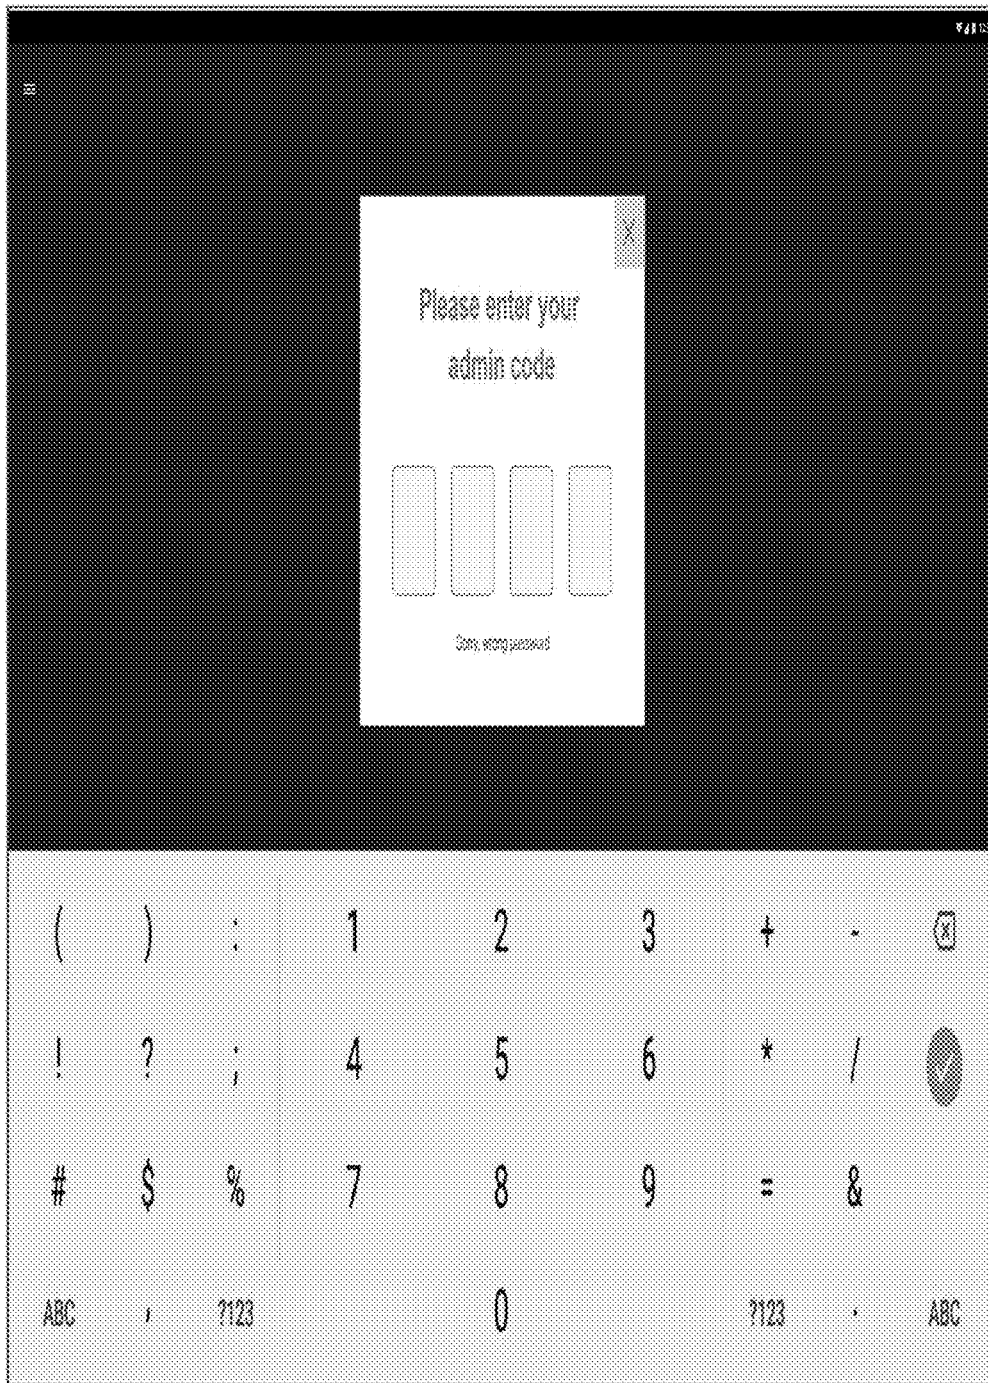 X
Please enter your
admin code
Sorry, wrong password
( ) : 1 2 3 + - X
! ? ; 4 5 6 * /
# $ % 7 8 9 = &
ABC , ?123 0 ?123 . ABC